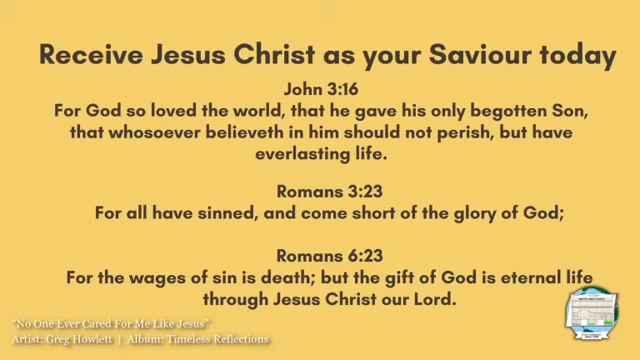 Receive Jesus Christ as your Saviour today
John 3:16
For God so loved the world, that he gave his only begotten Son,
that whosoever believeth in him should not perish, but have
everlasting life.
Romans 3:23
For all have sinned, and come short of the glory of God;
Romans 6:23
For the wages of sin is death; but the gift of God is eternal life
through Jesus Christ our Lord.
"No One Ever Cared For Me Like Jesus"
Artist: Greg Howlett | Album: Timeless Reflections